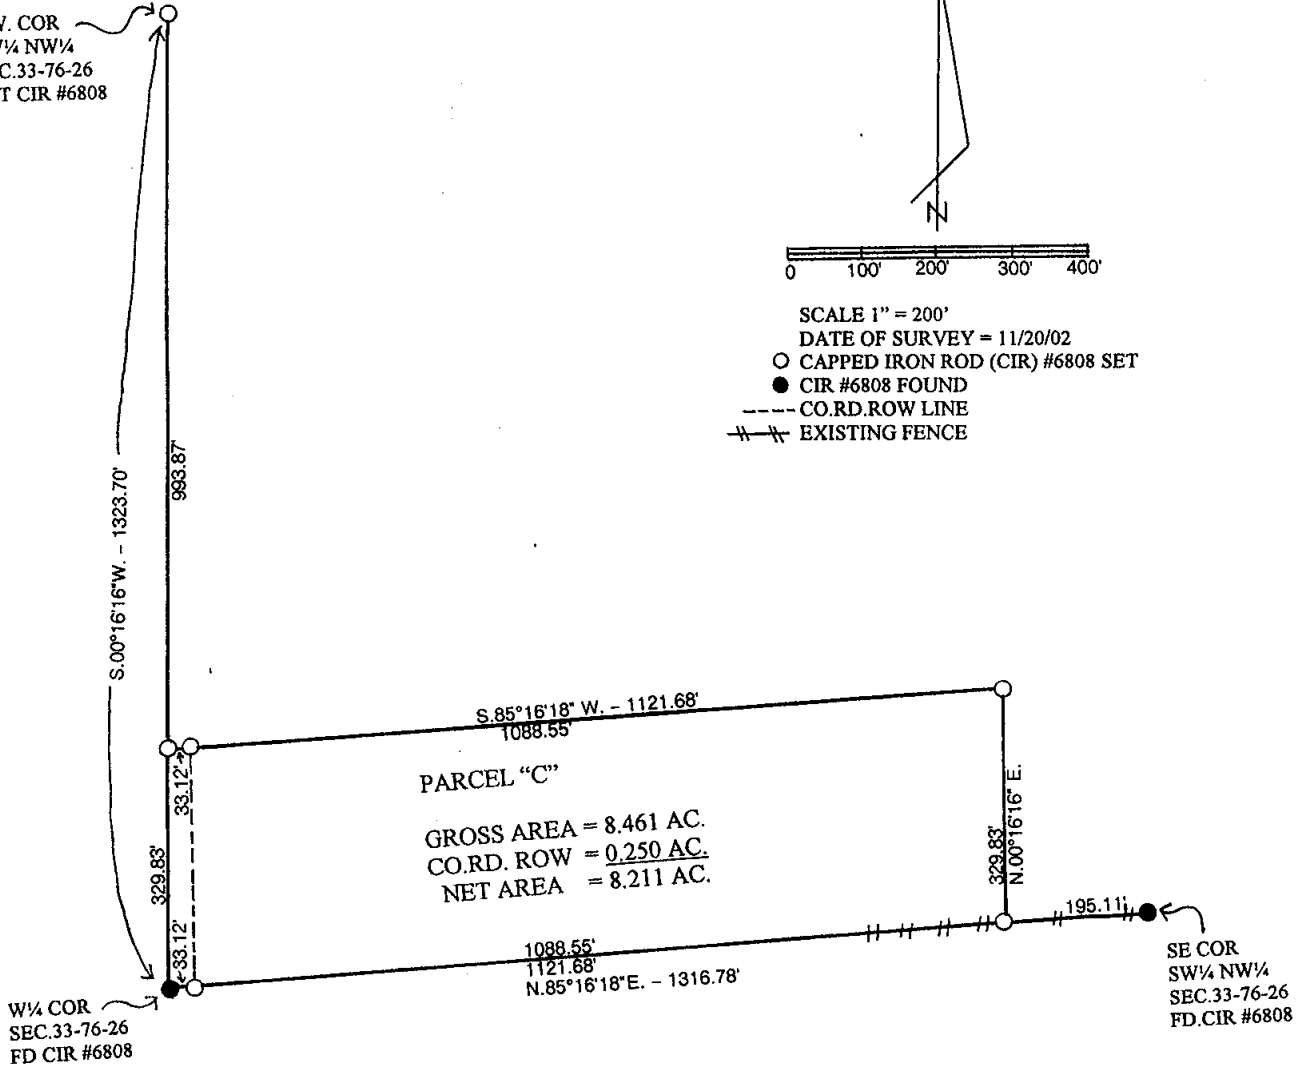 COR
NW¼
33-76-26
CIR #6808
N
0 100' 200' 300' 400'
SCALE 1" = 200'
DATE OF SURVEY = 11/20/02
CAPPED IRON ROD (CIR) #6808 SET
CIR #6808 FOUND
CO.RD.ROW LINE
EXISTING FENCE
993.87'
S.00°16'16"W. - 1323.70'
S.85°16'18" W. - 1121.68'
1088.55'
33.12'
PARCEL "C"
GROSS AREA = 8.461 AC.
CO.RD. ROW = 0.250 AC.
NET AREA = 8.211 AC.
329.83'
N.00°16'16" E.
329.83'
33.12'
195.11'
1088.55'
1121.68'
N.85°16'18"E. - 1316.78'
SE COR
SW¼ NW¼
SEC.33-76-26
FD.CIR #6808
W¼ COR
SEC.33-76-26
FD CIR #6808